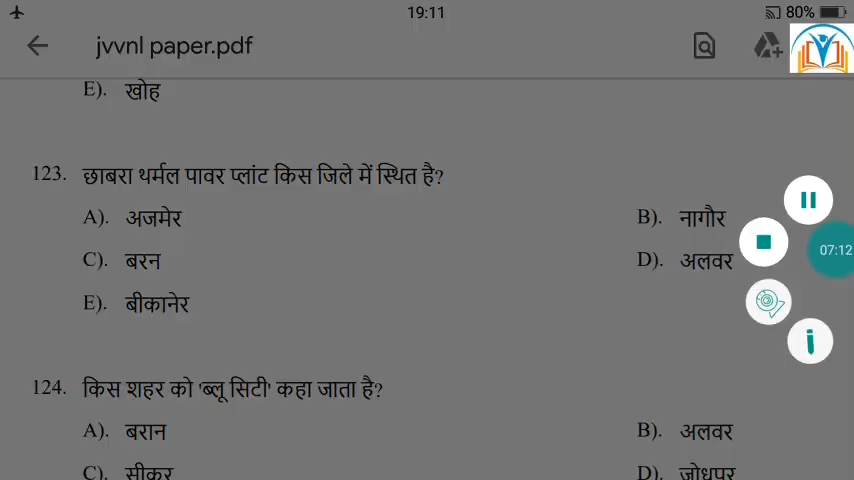 19:11
80%
jvvnl paper.pdf
E). खोह
123. छाबरा थर्मल पावर प्लांट किस जिले में स्थित है?
A). अजमेर B). नागौर
C). बरन D). अलवर
E). बीकानेर
07:12
124. किस शहर को 'ब्लू सिटी' कहा जाता है?
A). बरान B). अलवर
C). सीकर D). जोधपुर